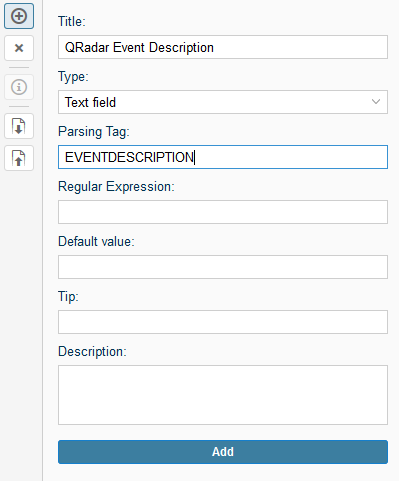 Title:
QRadar Event Description
Type:
Text field
Parsing Tag:
EVENTDESCRIPTION
Regular Expression:
Default value:
Tip:
Description:
Add